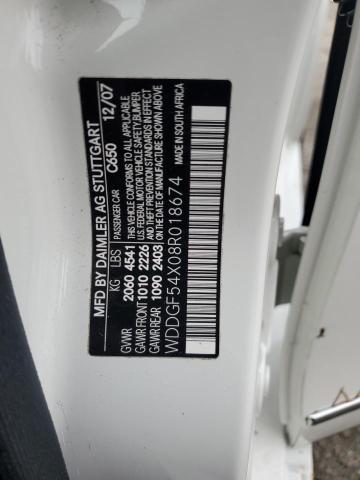 MFD BY DAIMLER AG STUTTGART 12/07
PASSENGER CAR C650
KG LBS
GVWR 2060 4541
GAWR FRONT 1010 2226
GAWR REAR 1090 2403
THIS CAR CONFORMS TO ALL APPLICABLE
U.S. FEDERAL MOTOR VEHICLE SAFETY,BUMPER
AND THEFT PREVENTION STANDARDS IN EFFECT
ON THE DATE OF MANUFACTURE SHOWN ABOVE
MADE IN SOUTH AFRICA
WDDGF54X08R018674